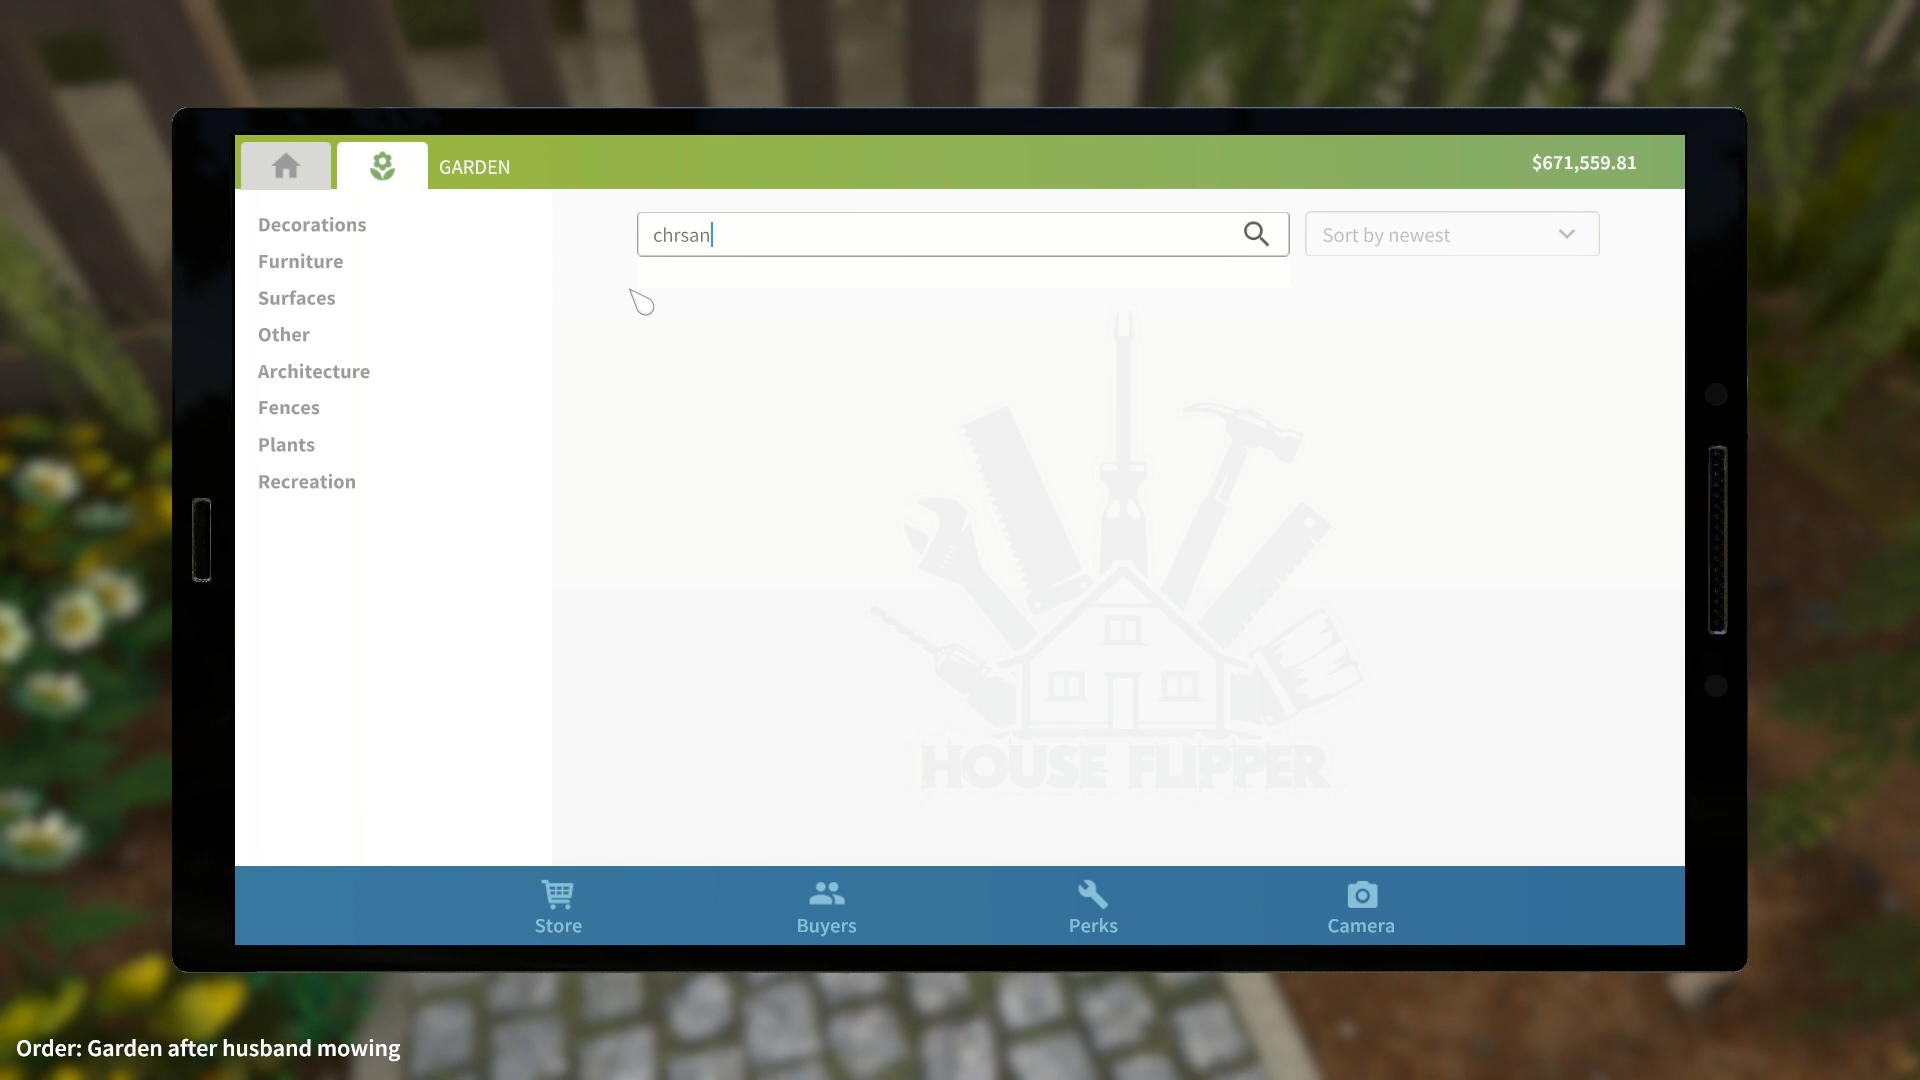 GARDEN
$671,559.81
Decorations
Furniture
Surfaces
Other
Architecture
Fences
Plants
Recreation
chrsan
Sort by newest
HOUSE FLIPPER
Store
Buyers
Perks
Camera
Order: Garden after husband mowing